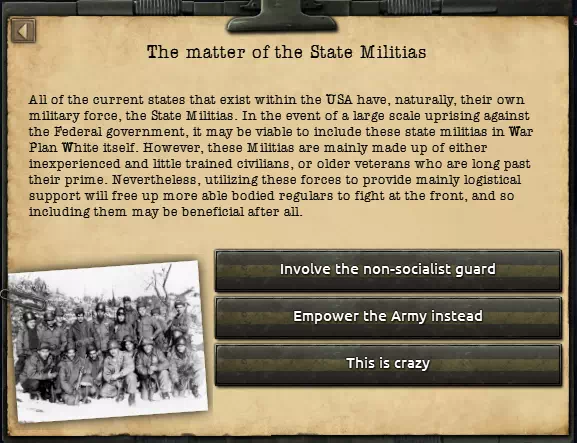 The matter of the State Militias
All of the current states that exist within the USA have, naturally, their own
military force, the State Militias. In the event of a large scale uprising against
the Federal government, it may be viable to include these state militias in War
Plan White itself. However, these Militias are mainly made up of either
inexperienced and little trained civilians, or older veterans who are long past
their prime. Nevertheless, utilizing these forces to provide mainly logistical
support will free up more able bodied regulars to fight at the front, and so
including them may be beneficial after all.
Involve the non-socialist guard
Empower the Army instead
This is crazy